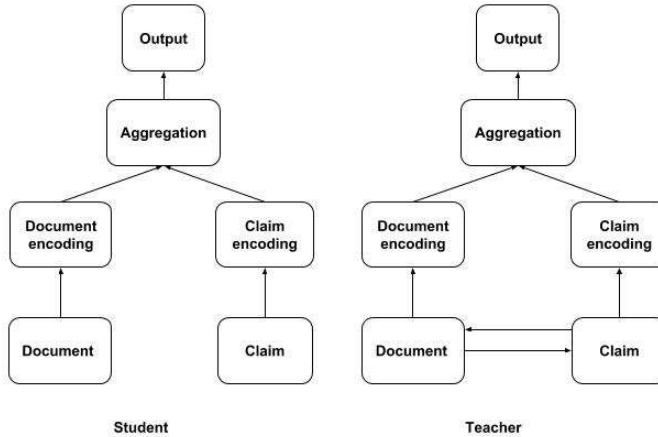 Output
Output
Aggregation
Aggregation
Document
encoding
Claim
encoding
Document
encoding
Claim
encoding
Document
Claim
Document
Claim
Student
Teacher